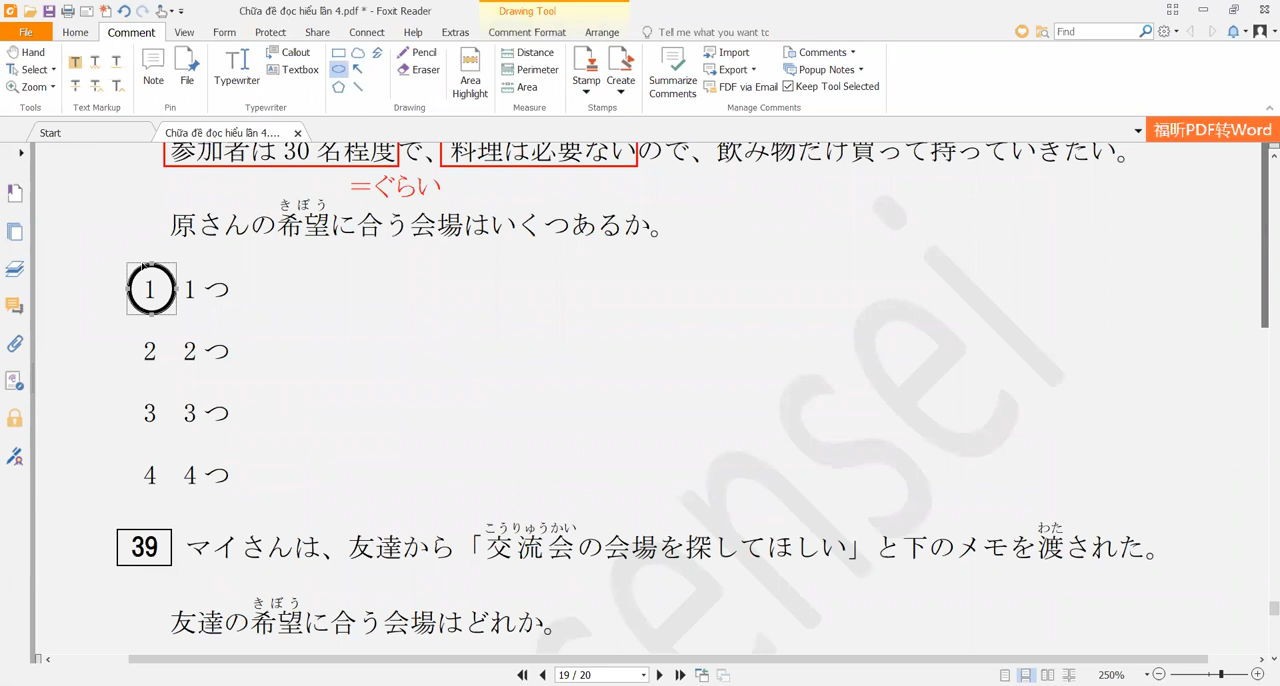 Chữa đề đọc hiểu lần 4.pdf * - Foxit Reader
Drawing Tool
File Home Comment View Form Protect Share Connect Help Extras Comment Format Arrange Tell me what you want tc Find
Hand
Select
Zoom
Tools
Text Markup
Note
File
Pin
Typewriter
Callout
Textbox
Typewriter
Pencil
Eraser
Drawing
Area Highlight
Distance
Perimeter
Area
Measure
Stamp
Create
Stamps
Summarize Comments
Import
Export
FDF via Email
Comments
Popup Notes
Keep Tool Selected
Manage Comments
Start
Chữa đề đọc hiểu lần 4....
福昕PDF转Word
参加者は 30 名程度で、料理は必要ないので、飲み物だけ買って持っていきたい。
＝ぐらい
きぼう
原さんの希望に合う会場はいくつあるか。
1 1つ
2 2つ
3 3つ
4 4つ
こうりゅうかい わた
39 マイさんは、友達から「交流会の会場を探してほしい」と下のメモを渡された。
きぼう
友達の希望に合う会場はどれか。
sensei
19 / 20
250%